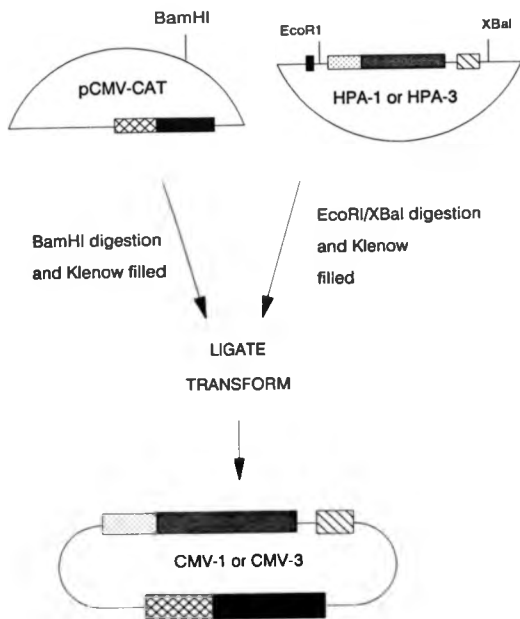 BamHI
pCMV-CAT
EcoR1
XBal
HPA-1 or HPA-3
BamHI digestion
and Klenow filled
EcoRI/XBal digestion
and Klenow
filled
LIGATE
TRANSFORM
CMV-1 or CMV-3